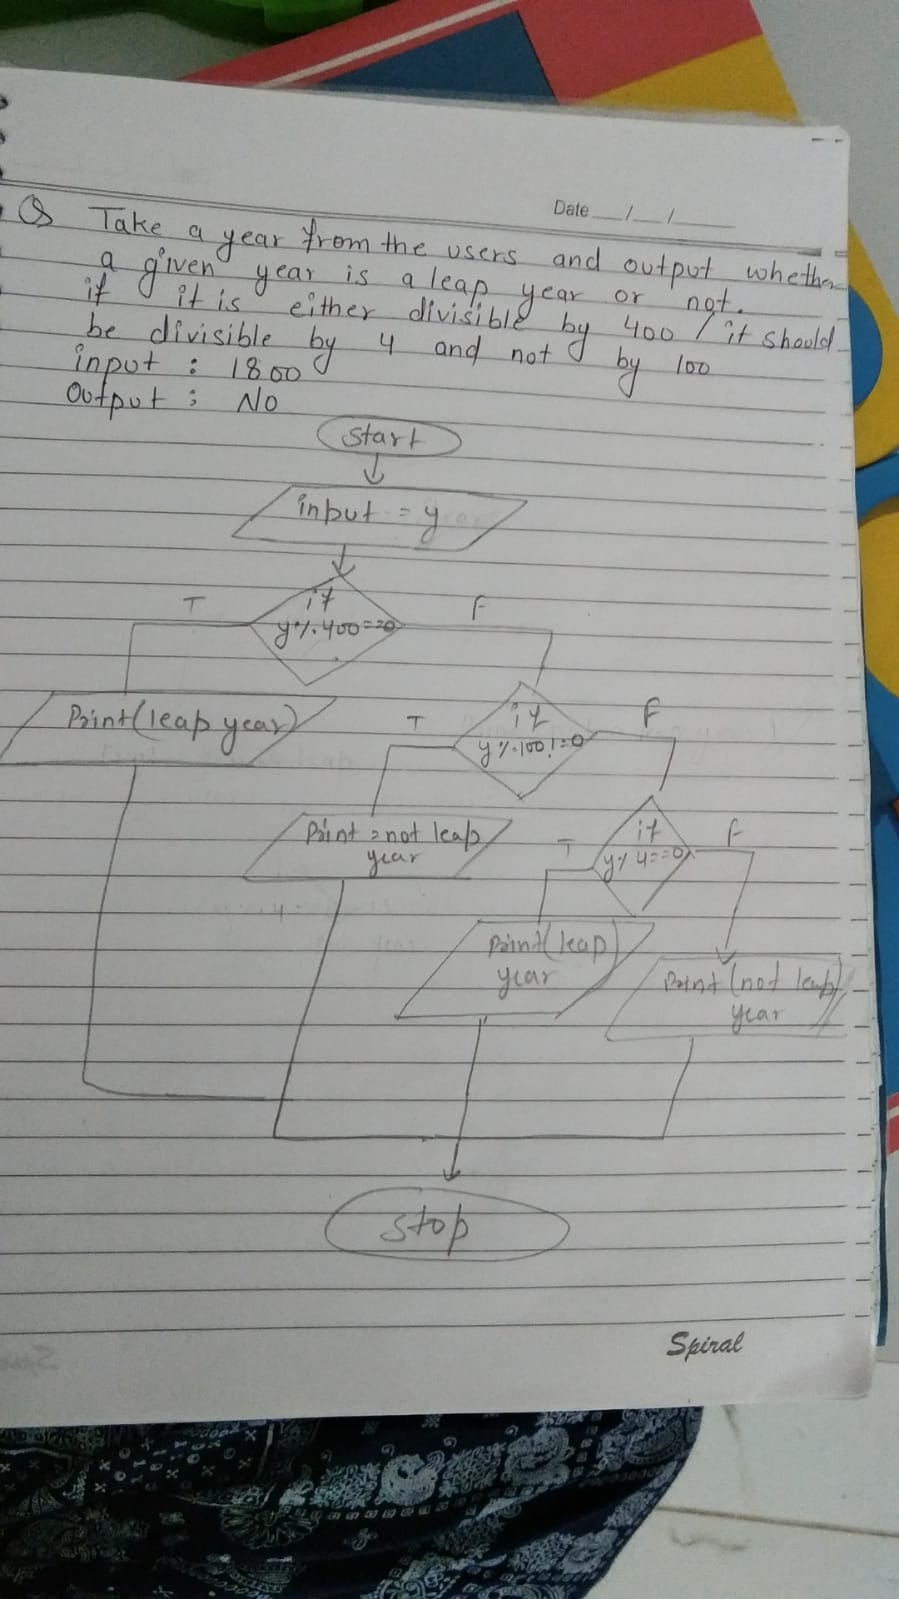 Date __/__/____
Q Take a year from the users and output whether
a given year is a leap year or not.
if it is either divisible by 400 / it should
be divisible by 4 and not by 100
input : 1800
Output : No
Start
input = y
if
y%400==0
T
F
Print(leap year)
if
y%100!=0
T
F
Print = not leap
year
if
y%4==0
T
F
Print(leap)
year
Print (not leap)
year
Stop
Spiral